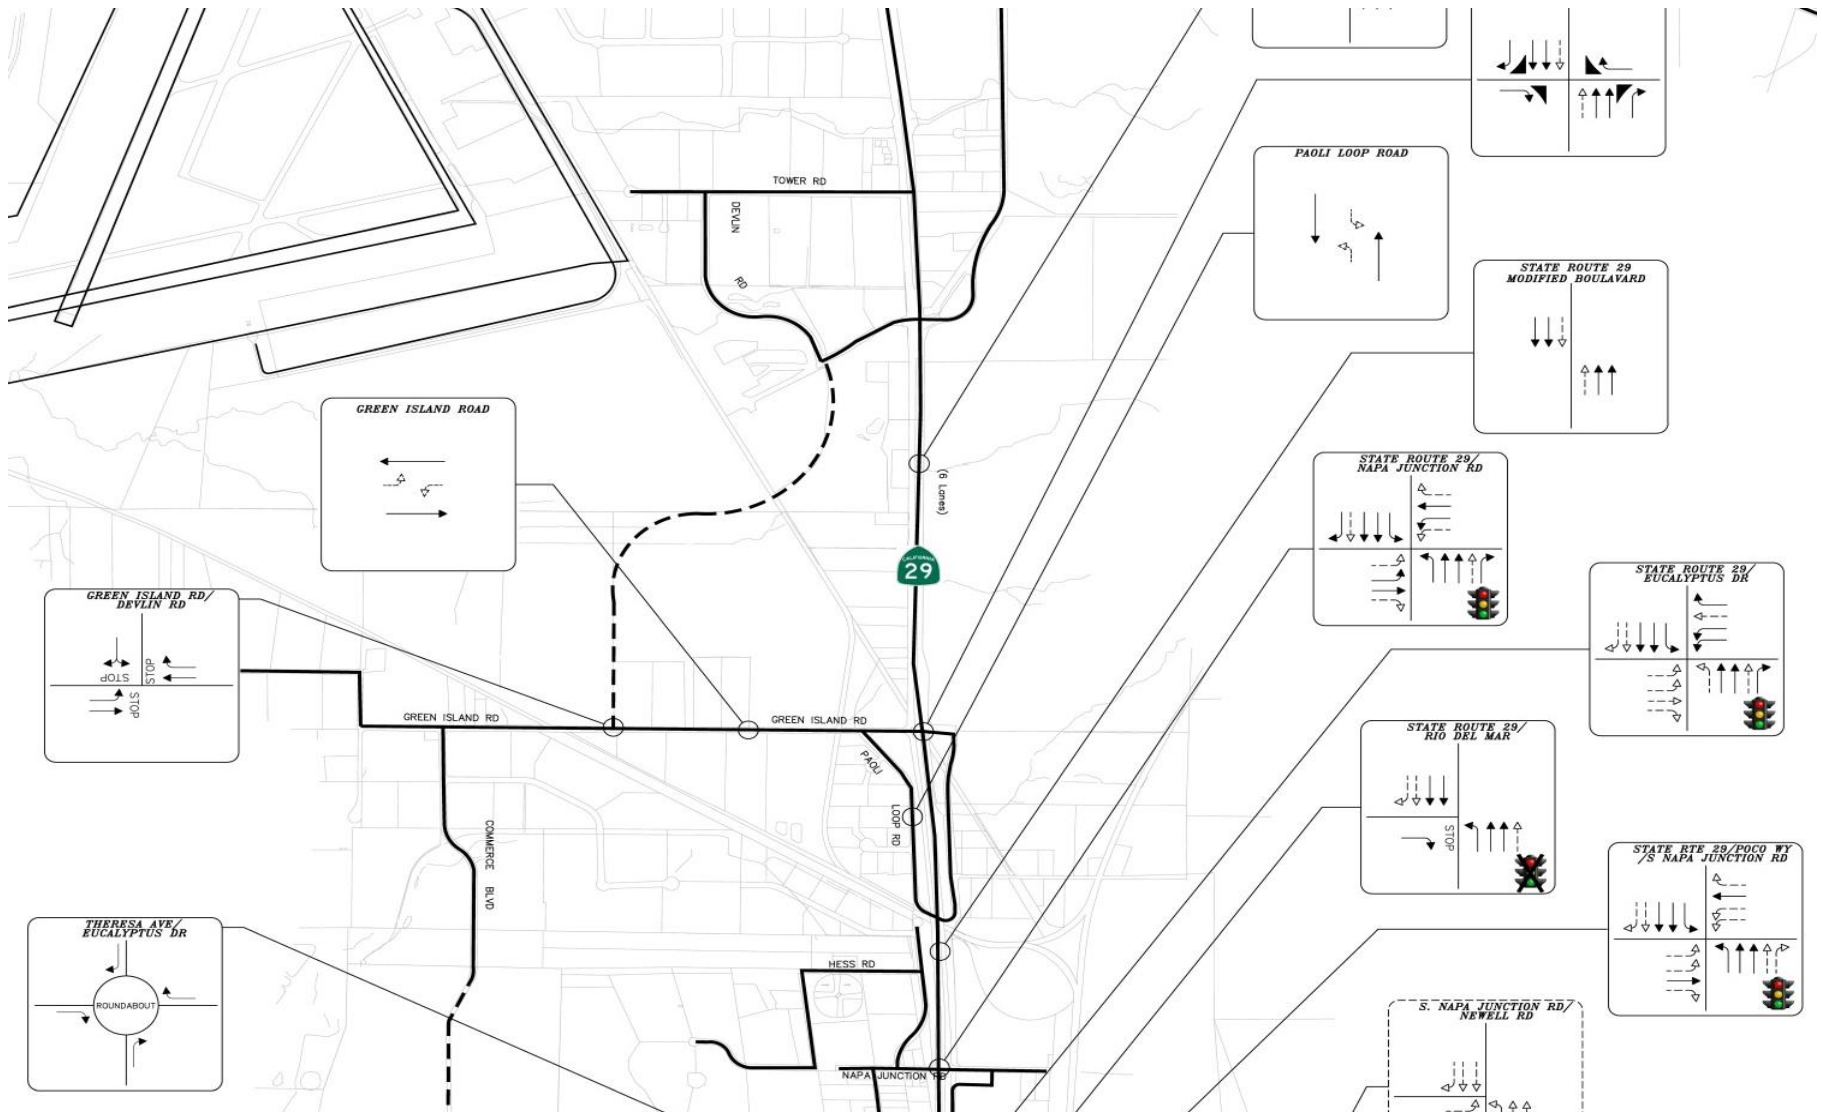 PAOLI LOOP ROAD
TOWER RD
DEVLIN
RD
STATE ROUTE 29
MODIFIED BOULAVARD
GREEN ISLAND ROAD
(6 Lanes)
STATE ROUTE 29/
NAPA JUNCTION RD
CALIFORNIA
29
STATE ROUTE 29/
EUCALYPTUS DR
GREEN ISLAND RD/
DEVLIN RD
STOP
STOP
STOP
GREEN ISLAND RD
GREEN ISLAND RD
PAOLI
LOOP RD
STATE ROUTE 29/
RIO DEL MAR
STOP
COMMERCE BLVD
STATE RTE 29/POCO WY
/S NAPA JUNCTION RD
THERESA AVE/
EUCALYPTUS DR
ROUNDABOUT
HESS RD
S. NAPA JUNCTION RD/
NEWELL RD
NAPA JUNCTION RD